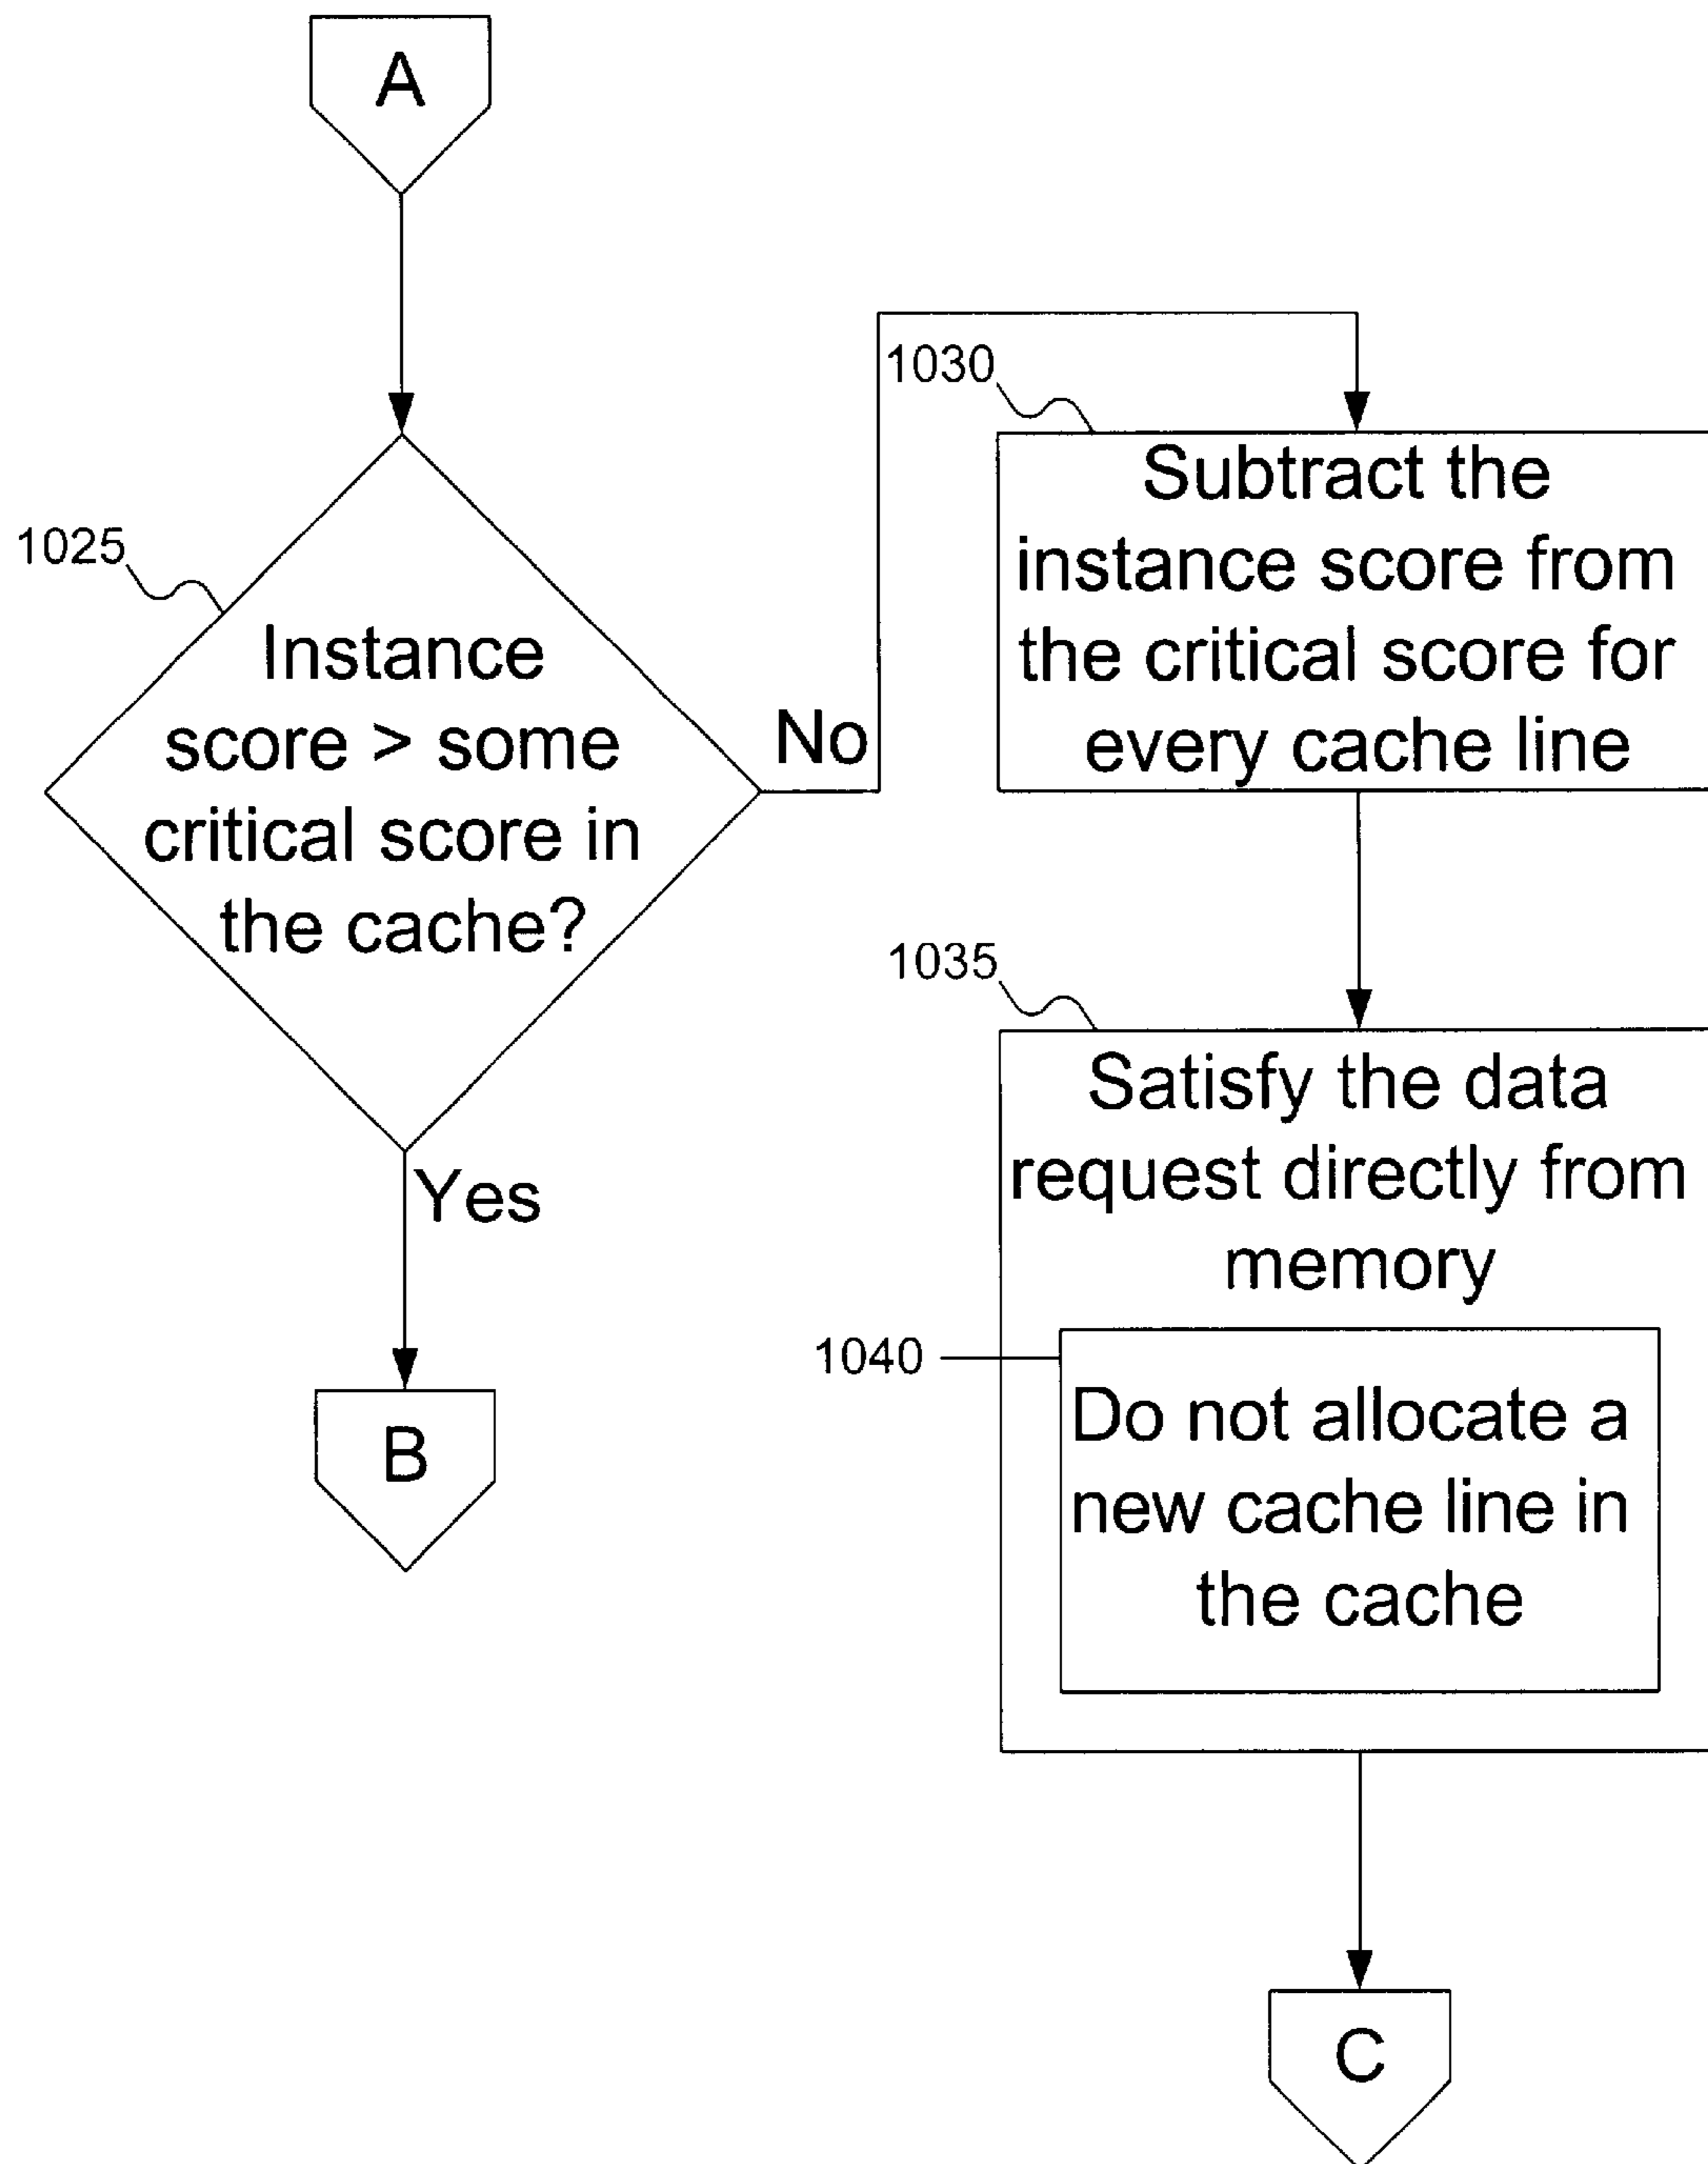 A
1025
Instance
score > some
critical score in
the cache?
No
Yes
B
1030
Subtract the
instance score from
the critical score for
every cache line
1035
Satisfy the data
request directly from
memory
1040
Do not allocate a
new cache line in
the cache
C